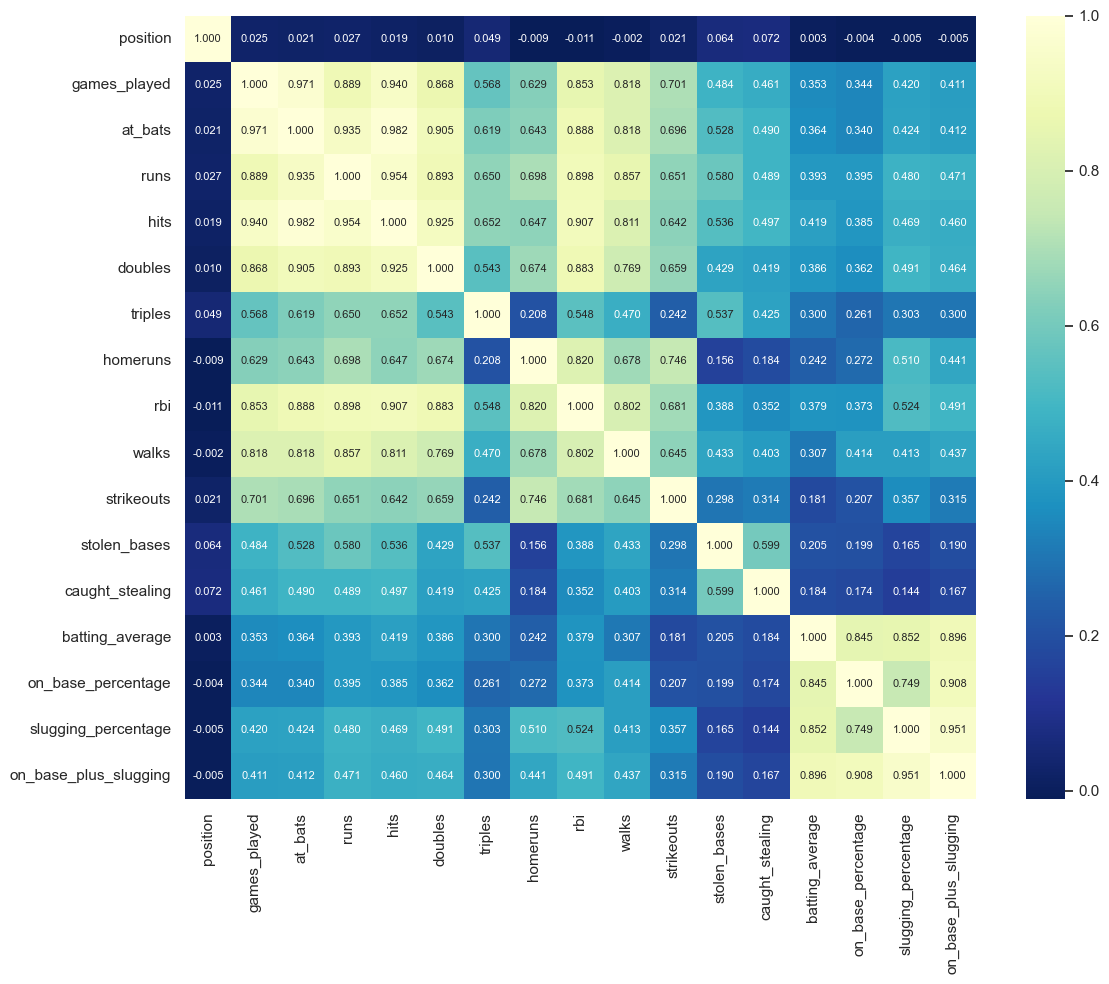 position 1.000 0.025 0.021 0.027 0.019 0.010 0.049 -0.009 -0.011 -0.002 0.021 0.064 0.072 0.003 -0.004 -0.005 -0.005
games_played 0.025 1.000 0.971 0.889 0.940 0.868 0.568 0.629 0.853 0.818 0.701 0.484 0.461 0.353 0.344 0.420 0.411
at_bats 0.021 0.971 1.000 0.935 0.982 0.905 0.619 0.643 0.888 0.818 0.696 0.528 0.490 0.364 0.340 0.424 0.412
runs 0.027 0.889 0.935 1.000 0.954 0.893 0.650 0.698 0.898 0.857 0.651 0.580 0.489 0.393 0.395 0.480 0.471
hits 0.019 0.940 0.982 0.954 1.000 0.925 0.652 0.647 0.907 0.811 0.642 0.536 0.497 0.419 0.385 0.469 0.460
doubles 0.010 0.868 0.905 0.893 0.925 1.000 0.543 0.674 0.883 0.769 0.659 0.429 0.419 0.386 0.362 0.491 0.464
triples 0.049 0.568 0.619 0.650 0.652 0.543 1.000 0.208 0.548 0.470 0.242 0.537 0.425 0.300 0.261 0.303 0.300
homeruns -0.009 0.629 0.643 0.698 0.647 0.674 0.208 1.000 0.820 0.678 0.746 0.156 0.184 0.242 0.272 0.510 0.441
rbi -0.011 0.853 0.888 0.898 0.907 0.883 0.548 0.820 1.000 0.802 0.681 0.388 0.352 0.379 0.373 0.524 0.491
walks -0.002 0.818 0.818 0.857 0.811 0.769 0.470 0.678 0.802 1.000 0.645 0.433 0.403 0.307 0.414 0.413 0.437
strikeouts 0.021 0.701 0.696 0.651 0.642 0.659 0.242 0.746 0.681 0.645 1.000 0.298 0.314 0.181 0.207 0.357 0.315
stolen_bases 0.064 0.484 0.528 0.580 0.536 0.429 0.537 0.156 0.388 0.433 0.298 1.000 0.599 0.205 0.199 0.165 0.190
caught_stealing 0.072 0.461 0.490 0.489 0.497 0.419 0.425 0.184 0.352 0.403 0.314 0.599 1.000 0.184 0.174 0.144 0.167
batting_average 0.003 0.353 0.364 0.393 0.419 0.386 0.300 0.242 0.379 0.307 0.181 0.205 0.184 1.000 0.845 0.852 0.896
on_base_percentage -0.004 0.344 0.340 0.395 0.385 0.362 0.261 0.272 0.373 0.414 0.207 0.199 0.174 0.845 1.000 0.749 0.908
slugging_percentage -0.005 0.420 0.424 0.480 0.469 0.491 0.303 0.510 0.524 0.413 0.357 0.165 0.144 0.852 0.749 1.000 0.951
on_base_plus_slugging -0.005 0.411 0.412 0.471 0.460 0.464 0.300 0.441 0.491 0.437 0.315 0.190 0.167 0.896 0.908 0.951 1.000
position
games_played
at_bats
runs
hits
doubles
triples
homeruns
rbi
walks
strikeouts
stolen_bases
caught_stealing
batting_average
on_base_percentage
slugging_percentage
on_base_plus_slugging
1.0
0.8
0.6
0.4
0.2
0.0